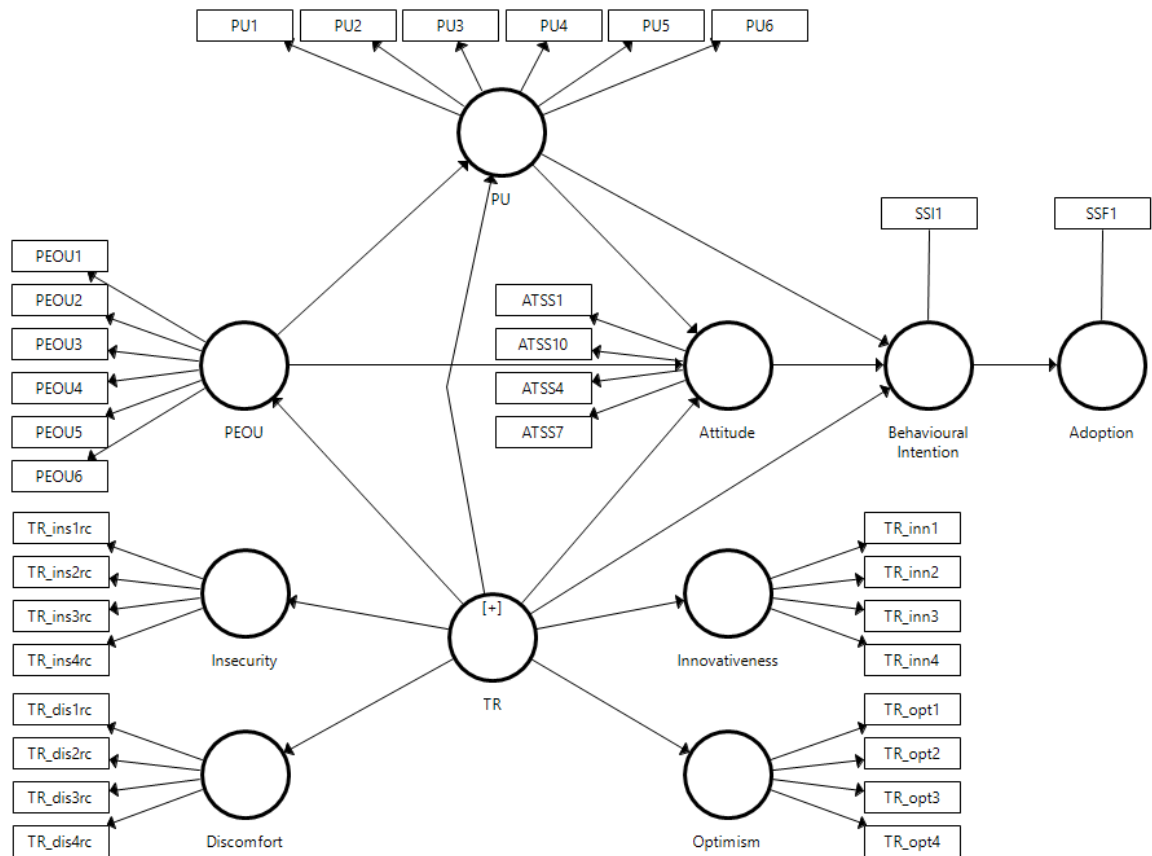 PU1
PU2
PU3
PU4
PU5
PU6
PU
SSI1
SSF1
PEOU1
PEOU2
PEOU3
PEOU4
PEOU5
PEOU6
PEOU
ATSS1
ATSS10
ATSS4
ATSS7
Attitude
Behavioural
Intention
Adoption
TR_ins1rc
TR_ins2rc
TR_ins3rc
TR_ins4rc
Insecurity
[+]
TR
Innovativeness
TR_inn1
TR_inn2
TR_inn3
TR_inn4
TR_dis1rc
TR_dis2rc
TR_dis3rc
TR_dis4rc
Discomfort
Optimism
TR_opt1
TR_opt2
TR_opt3
TR_opt4